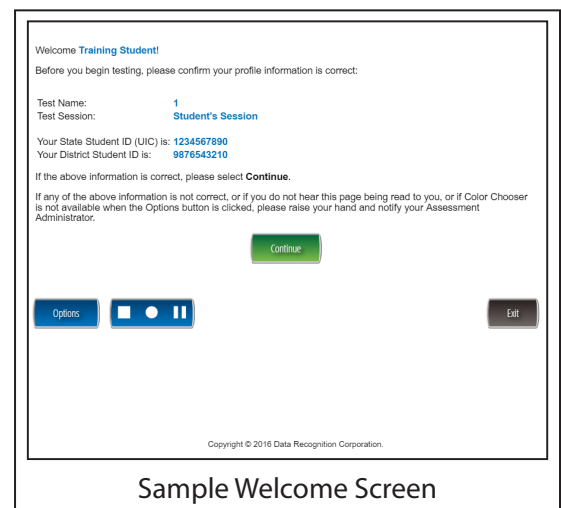 Welcome Training Student!
Before you begin testing, please confirm your profile information is correct:
Test Name: 1
Test Session: Student's Session
Your State Student ID (UIC) is: 1234567890
Your District Student ID is: 9876543210
If the above information is correct, please select Continue.
If any of the above information is not correct, or if you do not hear this page being read to you, or if Color Chooser
is not available when the Options button is clicked, please raise your hand and notify your Assessment
Administrator.
Continue
Options
Exit
Copyright © 2016 Data Recognition Corporation.
Sample Welcome Screen